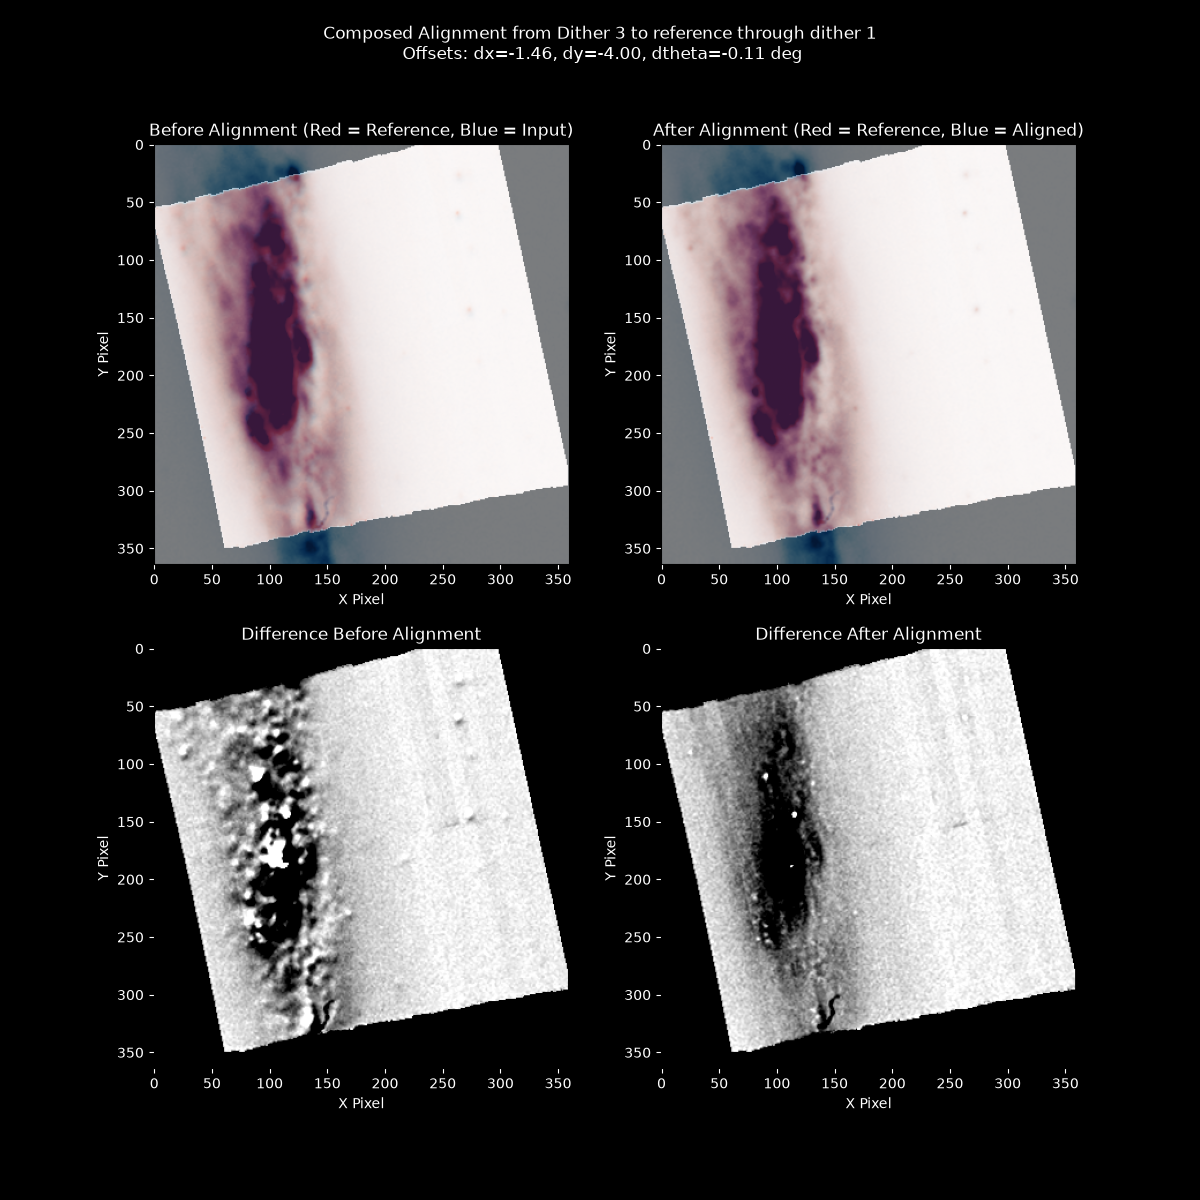 Composed Alignment from Dither 3 to reference through dither 1
Offsets: dx=-1.46, dy=-4.00, dtheta=-0.11 deg
Before Alignment (Red = Reference, Blue = Input)
0
50
100
150
200
250
300
350
Y Pixel
0 50 100 150 200 250 300 350
X Pixel
After Alignment (Red = Reference, Blue = Aligned)
0
50
100
150
200
250
300
350
Y Pixel
0 50 100 150 200 250 300 350
X Pixel
Difference Before Alignment
0
50
100
150
200
250
300
350
Y Pixel
0 50 100 150 200 250 300 350
X Pixel
Difference After Alignment
0
50
100
150
200
250
300
350
Y Pixel
0 50 100 150 200 250 300 350
X Pixel